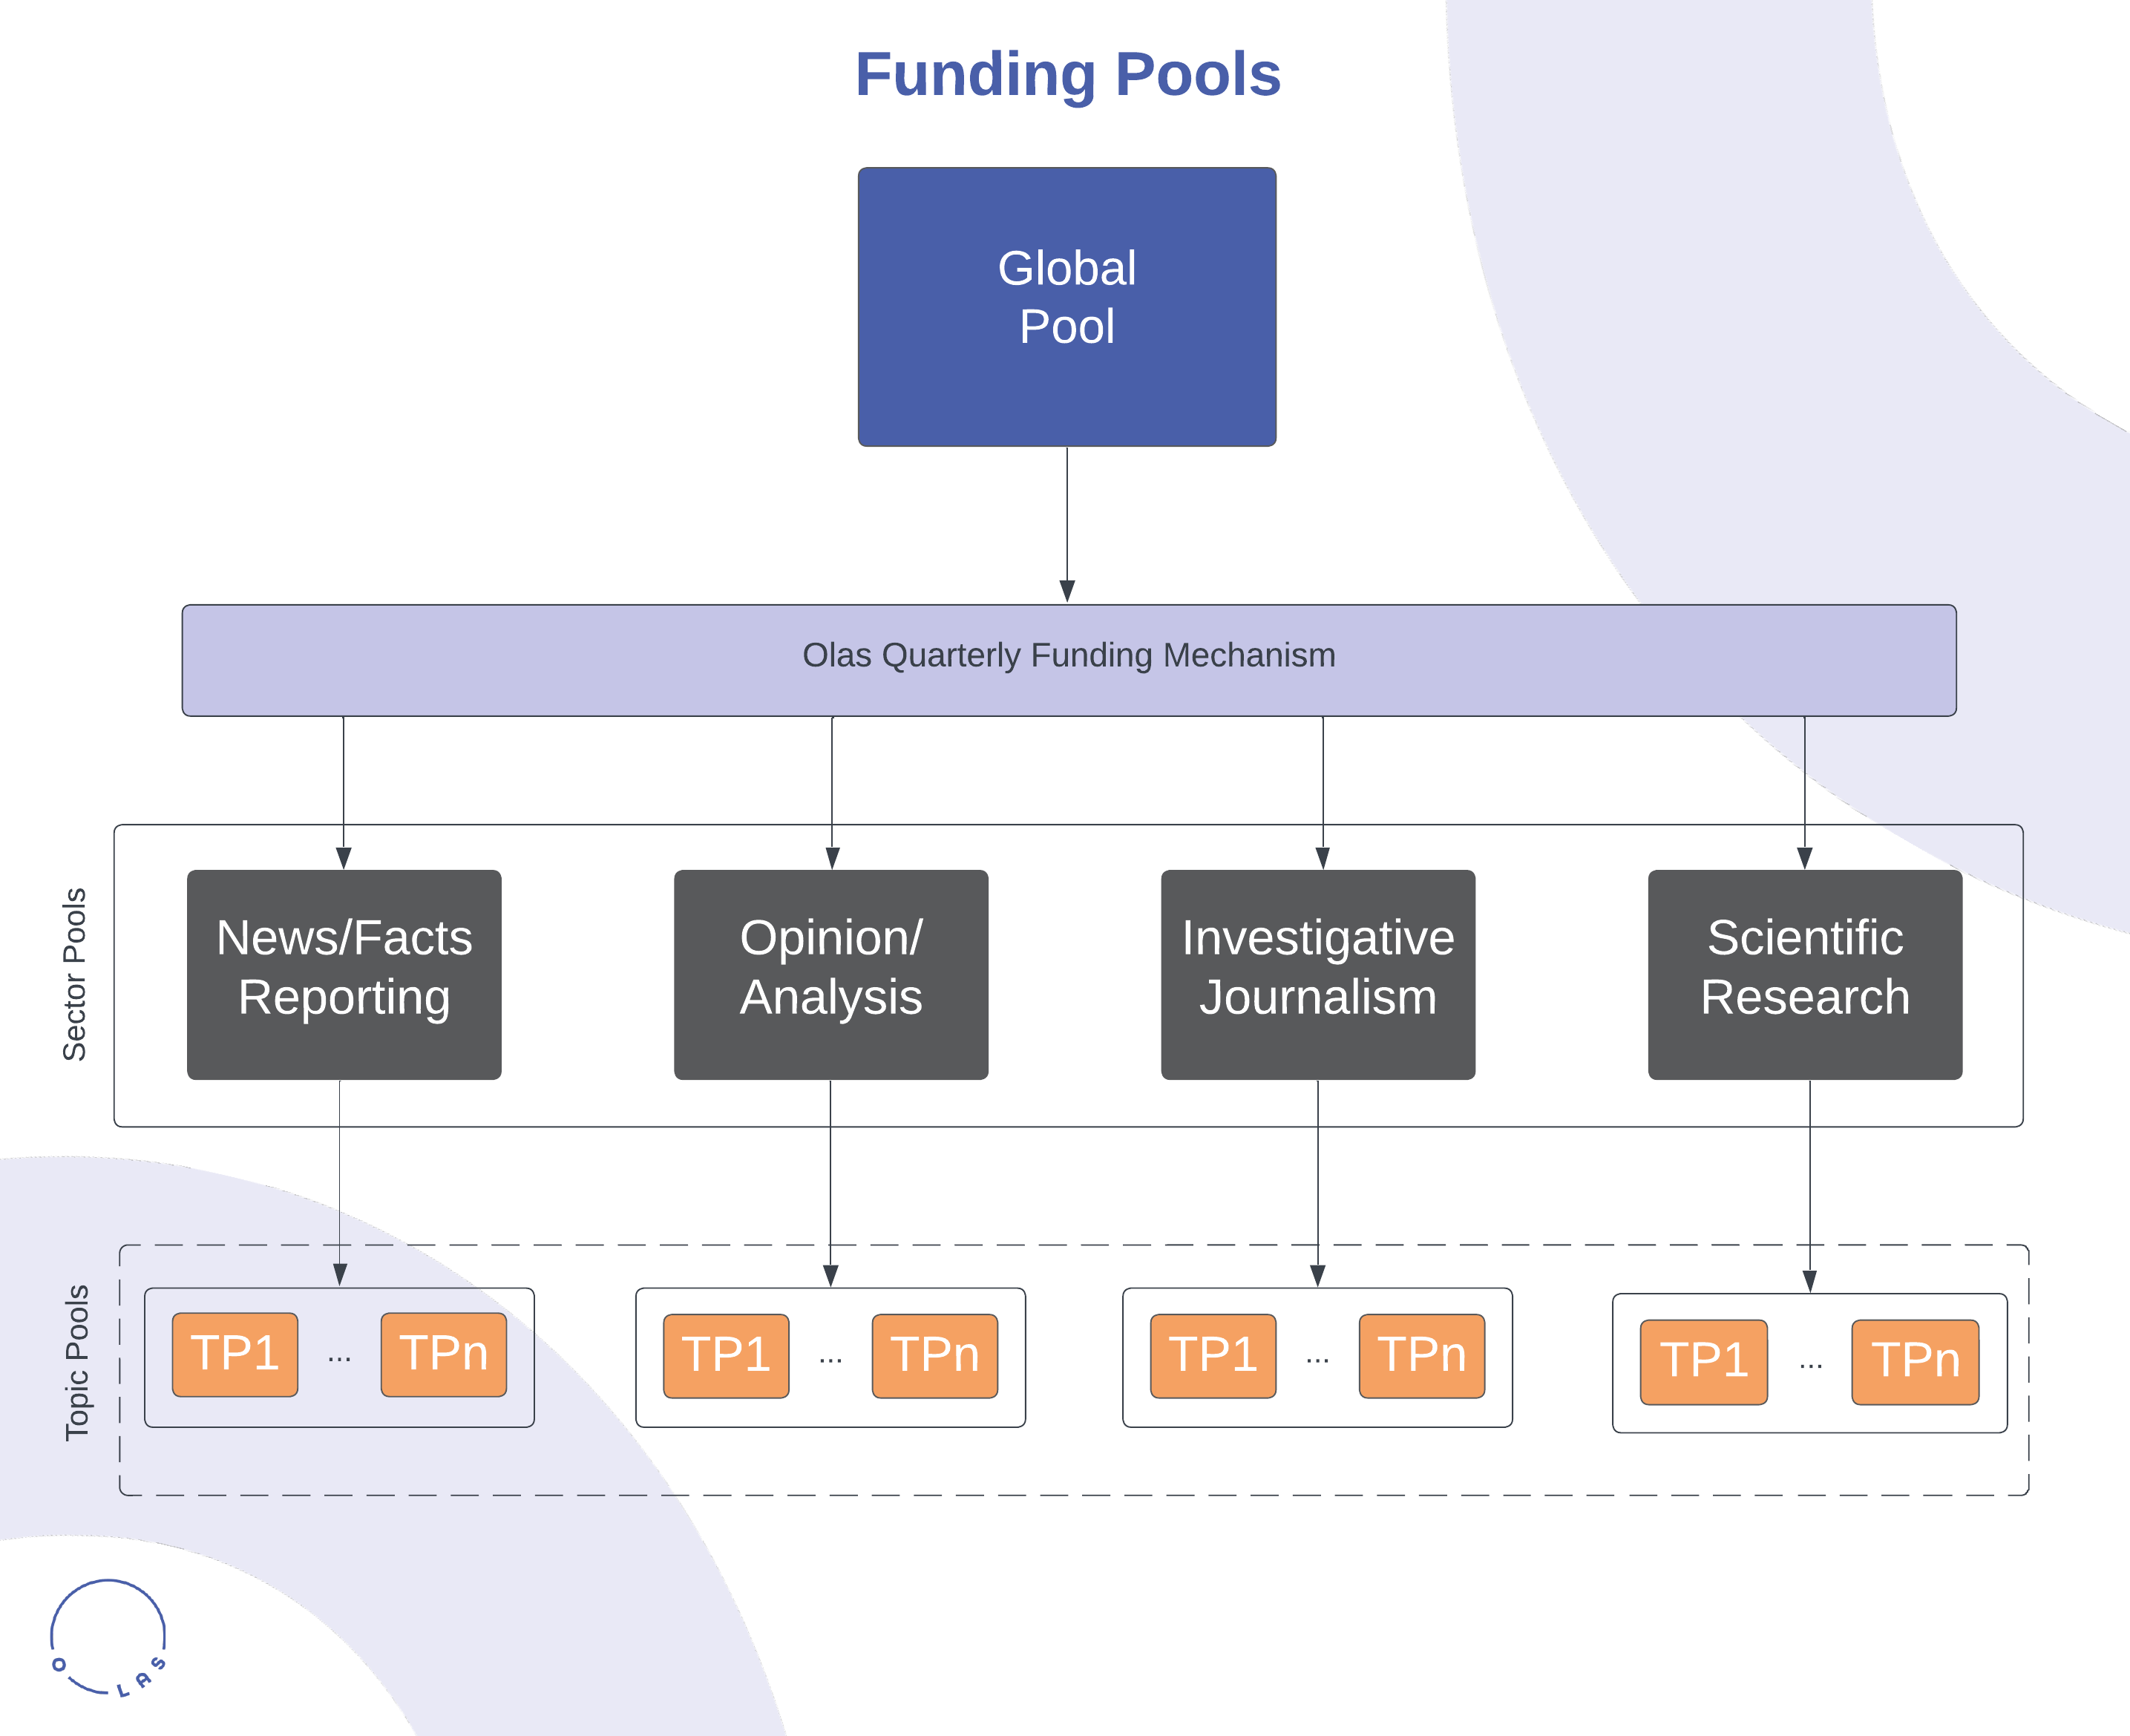 Funding Pools
Global
Pool
Olas Quarterly Funding Mechanism
Sector Pools
News/Facts
Reporting
Opinion/
Analysis
Investigative
Journalism
Scientific
Research
Topic Pools
TP1 ... TPn
TP1 ... TPn
TP1 ... TPn
TP1 ... TPn
OLAS